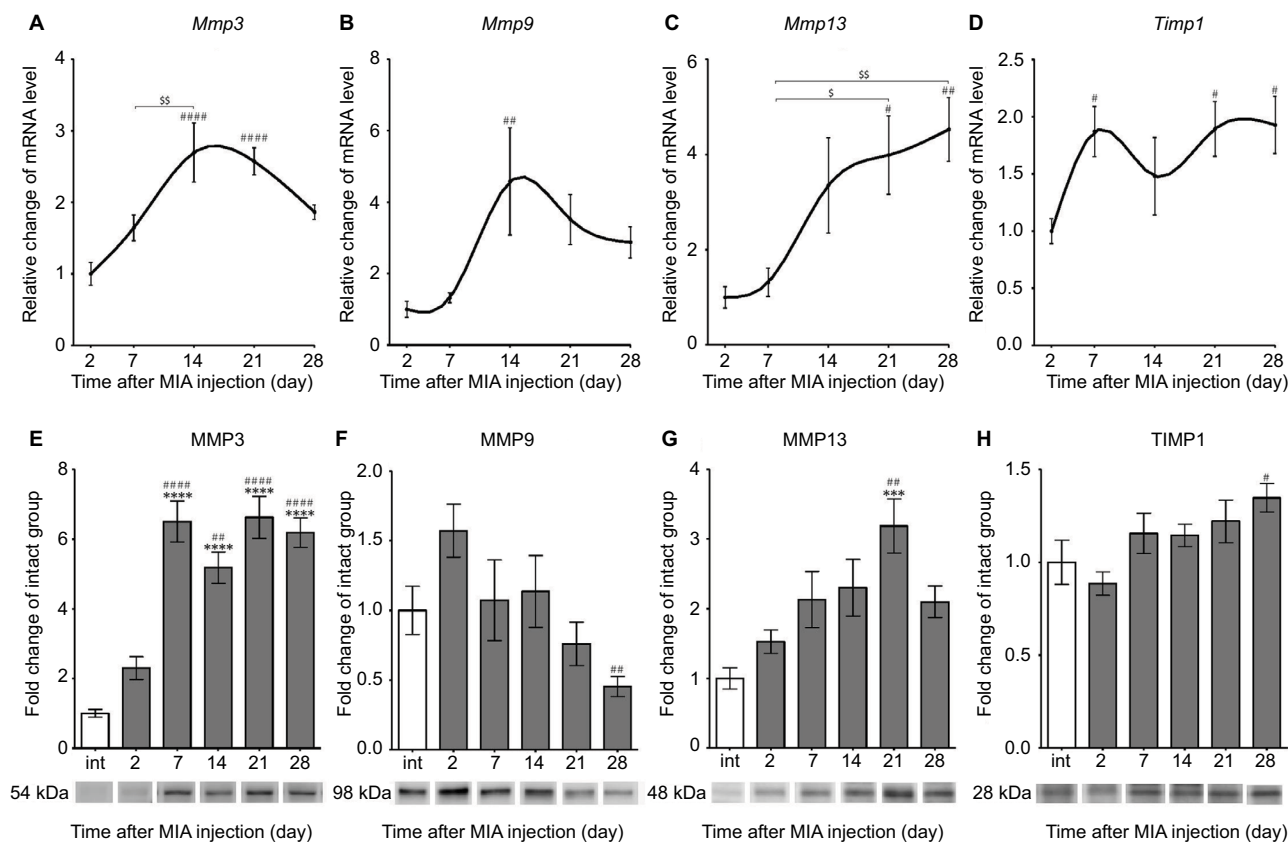 A Mmp3
Relative change of mRNA level
4
3
2
1
0
$$
####
####
2 7 14 21 28
Time after MIA injection (day)
B Mmp9
Relative change of mRNA level
8
6
4
2
0
##
2 7 14 21 28
Time after MIA injection (day)
C Mmp13
Relative change of mRNA level
6
4
2
0
$$
$
#
##
2 7 14 21 28
Time after MIA injection (day)
D Timp1
Relative change of mRNA level
2.5
2.0
1.5
1.0
0.5
0
#
#
#
2 7 14 21 28
Time after MIA injection (day)
E MMP3
Fold change of intact group
8
6
4
2
0
####
****
##
****
####
****
####
****
int 2 7 14 21 28
54 kDa
Time after MIA injection (day)
F MMP9
Fold change of intact group
2.0
1.5
1.0
0.5
0.0
##
int 2 7 14 21 28
98 kDa
Time after MIA injection (day)
G MMP13
Fold change of intact group
4
3
2
1
0
##
***
int 2 7 14 21 28
48 kDa
Time after MIA injection (day)
H TIMP1
Fold change of intact group
1.5
1.0
0.5
0.0
#
int 2 7 14 21 28
28 kDa
Time after MIA injection (day)